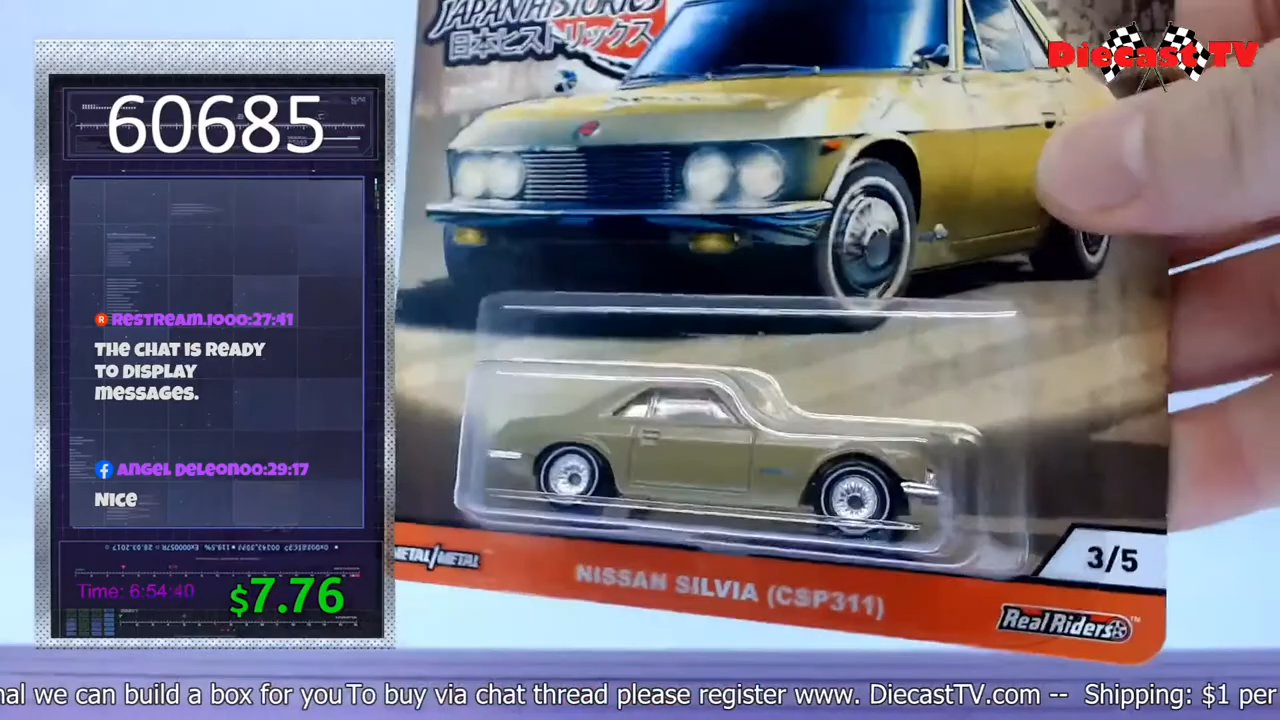 60685
RESTREAM.IO00:27:41
THE CHAT IS READY
TO DISPLAY
MESSAGES.
ANGEL DELEON00:29:17
NICE
Time: 6:54:40
$7.76
JAPAN HISTORICS
日本ヒストリックス
Diecast TV
METAL/METAL
NISSAN SILVIA (CSP311)
3/5
Real Riders™
nal we can build a box for youTo buy via chat thread please register www. DiecastTV.com -- Shipping: $1 per